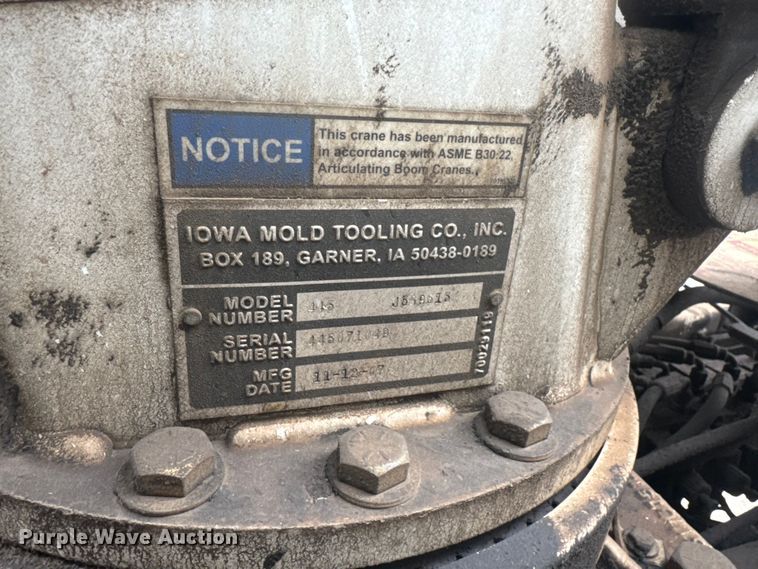 NOTICE
This crane has been manufactured
in accordance with ASME B30.22,
Articulating Boom Cranes.
IOWA MOLD TOOLING CO., INC.
BOX 189, GARNER, IA 50438-0189
MODEL
NUMBER
SERIAL
NUMBER
MFG
DATE
70029119
Purple Wave Auction